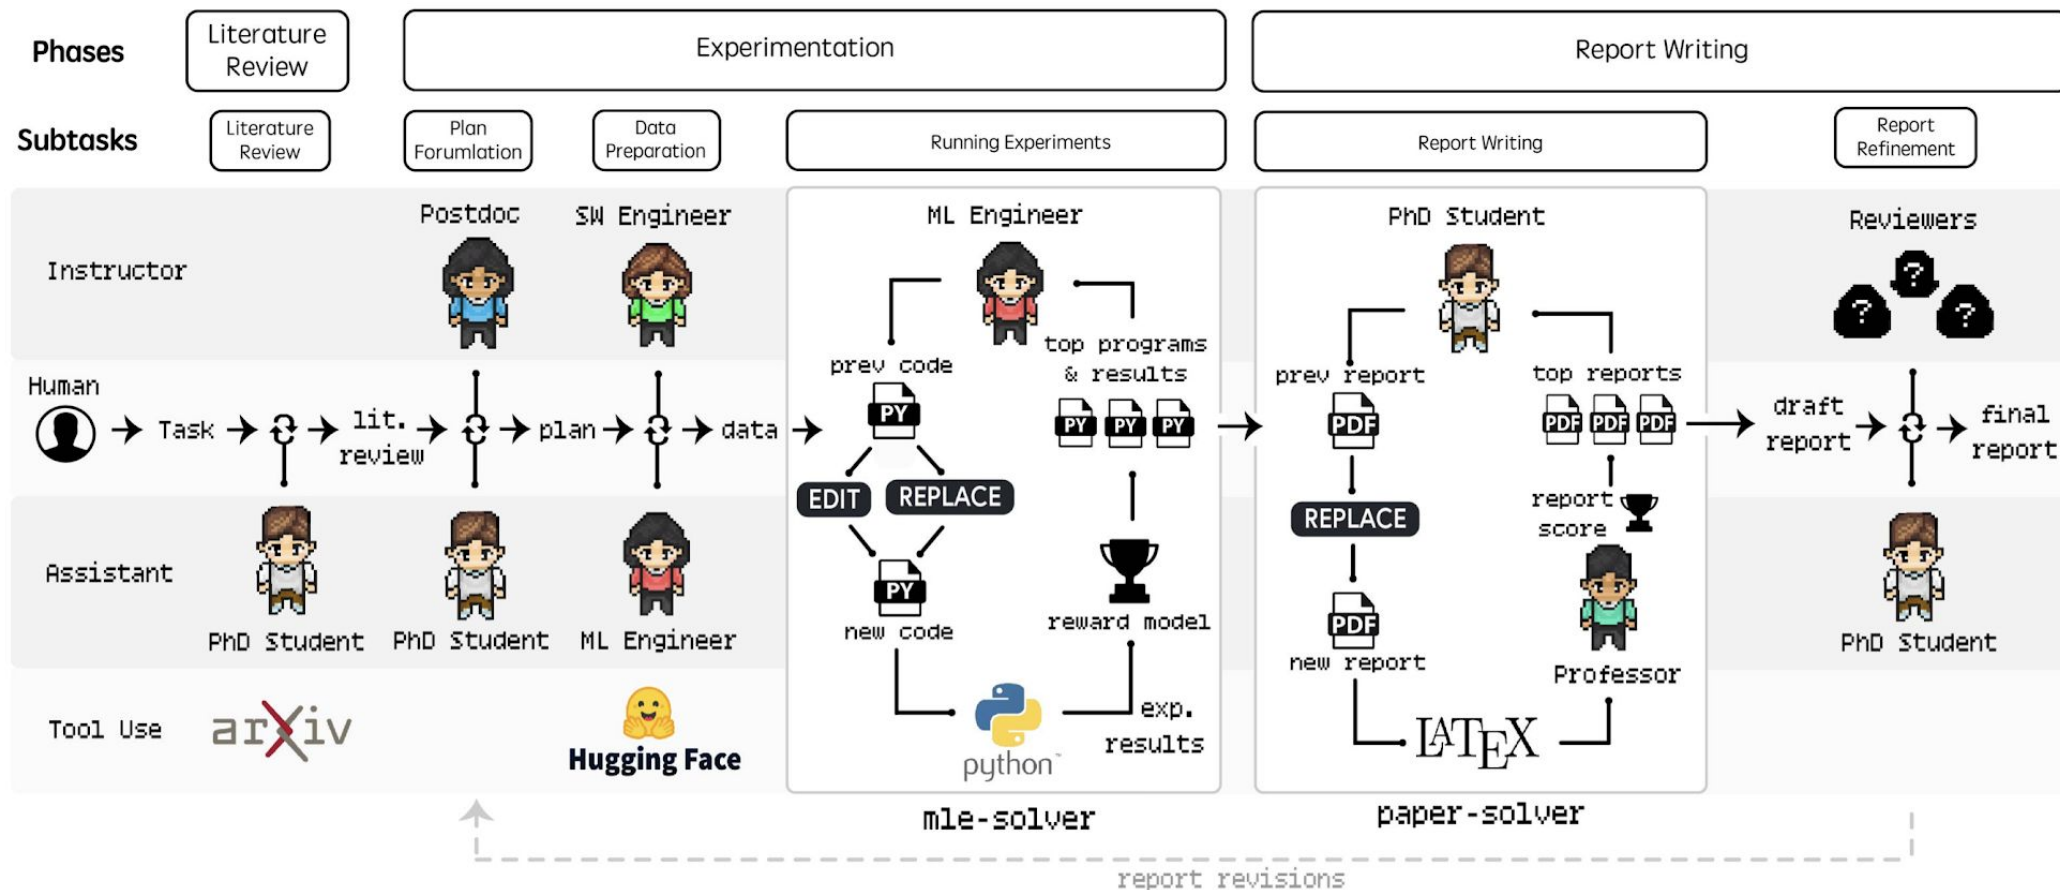 Phases
Literature
Review
Experimentation
Report Writing
Subtasks
Literature
Review
Plan
Forumlation
Data
Preparation
Running Experiments
Report Writing
Report
Refinement
Instructor
Postdoc
SW Engineer
ML Engineer
PhD Student
Reviewers
? ? ?
Human
Task
lit.
review
plan
data
prev code
PY
EDIT
REPLACE
PY
new code
top programs
& results
PY PY PY
reward model
exp.
results
python
prev report
PDF
REPLACE
PDF
new report
top reports
PDF PDF PDF
report
score
Professor
LATEX
draft
report
final
report
Assistant
PhD Student
PhD Student
ML Engineer
PhD Student
Tool Use
arXiv
Hugging Face
mle-solver
paper-solver
report revisions